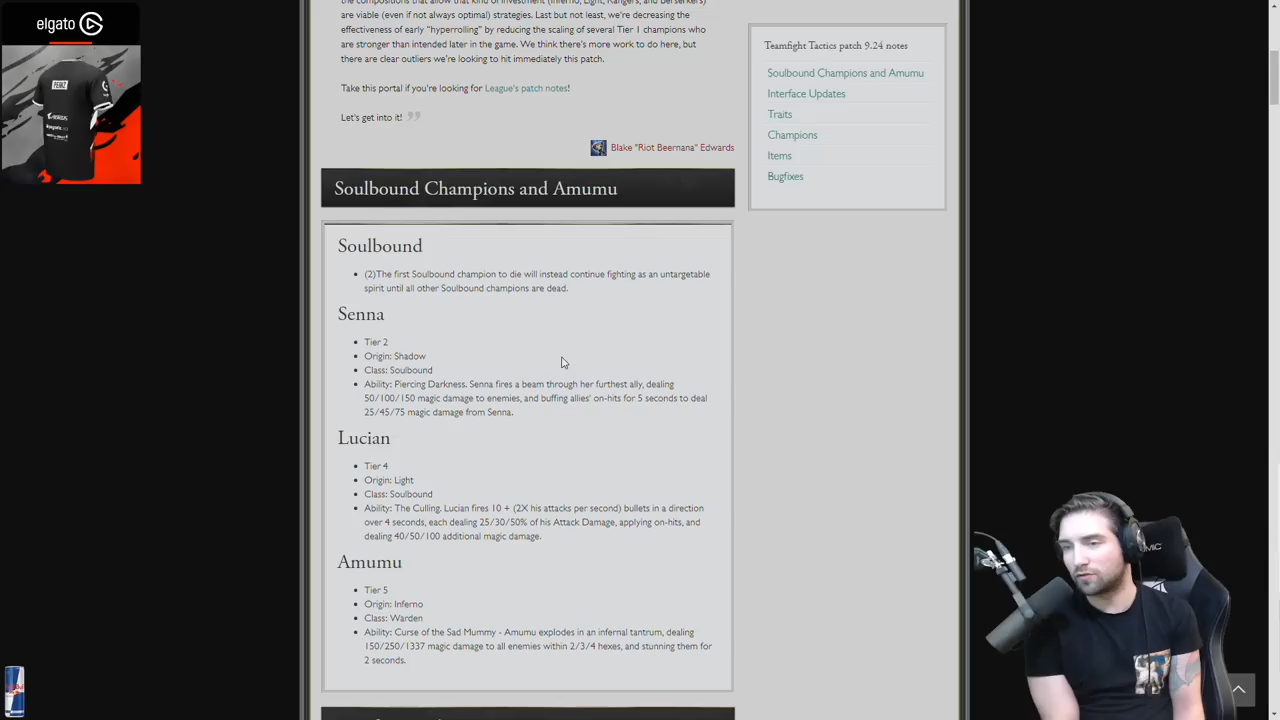 elgato
the compositions that allow that kind of investment (Inferno, Light, Rangers, and Berserkers)
are viable (even if not always optimal) strategies. Last but not least, we're decreasing the
effectiveness of early "hyperrolling" by reducing the scaling of several Tier 1 champions
who are stronger than intended later in the game. We think there's more work to do here, but
there are clear outliers we're looking to hit immediately this patch.
Take this portal if you're looking for League's patch notes!
Let's get into it!
Blake "Riot Beernana" Edwards
Soulbound Champions and Amumu
Soulbound
(2)The first Soulbound champion to die will instead continue fighting as an untargetable
spirit until all other Soulbound champions are dead.
Senna
Tier 2
Origin: Shadow
Class: Soulbound
Ability: Piercing Darkness. Senna fires a beam through her furthest ally, dealing
50/100/150 magic damage to enemies, and buffing allies' on-hits for 5 seconds to deal
25/45/75 magic damage from Senna.
Lucian
Tier 4
Origin: Light
Class: Soulbound
Ability: The Culling. Lucian fires 10 + (2X his attacks per second) bullets in a direction
over 4 seconds, each dealing 25/30/50% of his Attack Damage, applying on-hits, and
dealing 40/50/100 additional magic damage.
Amumu
Tier 5
Origin: Inferno
Class: Warden
Ability: Curse of the Sad Mummy - Amumu explodes in an infernal tantrum, dealing
150/250/1337 magic damage to all enemies within 2/3/4 hexes, and stunning them for
2 seconds.
Teamfight Tactics patch 9.24 notes
Soulbound Champions and Amumu
Interface Updates
Traits
Champions
Items
Bugfixes